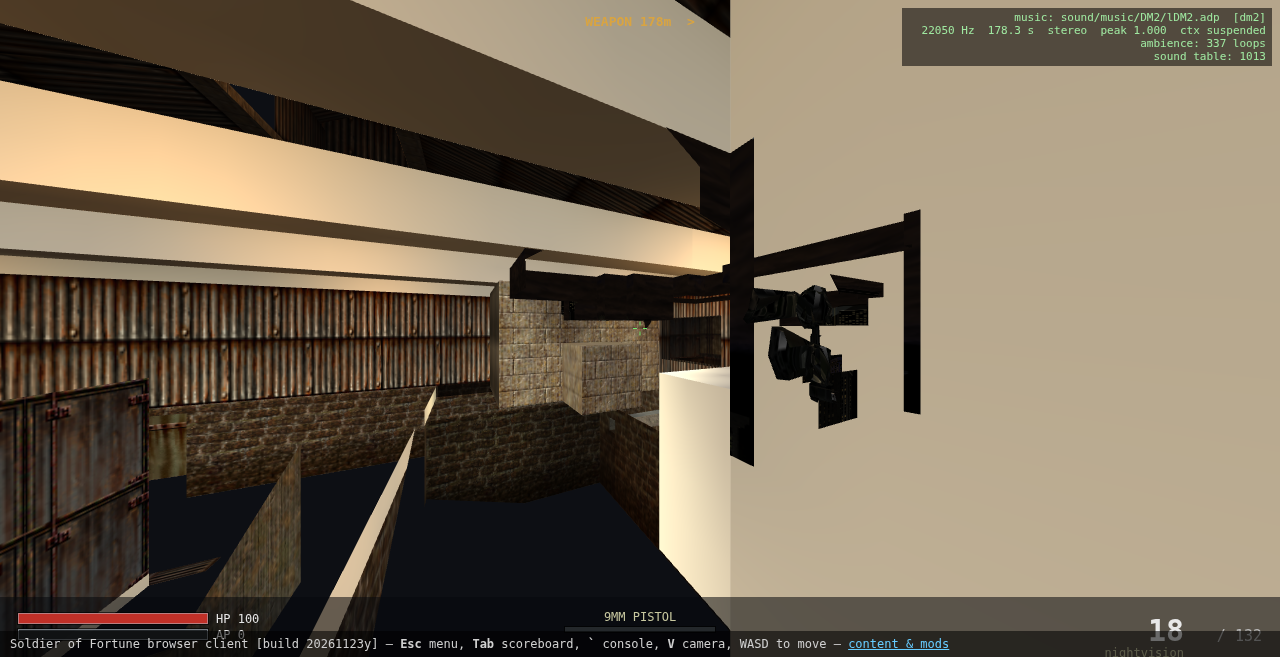 WEAPON 178m >
music: sound/music/DM2/lDM2.adp [dm2]
22050 Hz 178.3 s stereo peak 1.000 ctx suspended
ambience: 337 loops
sound table: 1013
HP 100
AP 0
9MM PISTOL
18 / 132
Soldier of Fortune browser client [build 20261123y] — Esc menu, Tab scoreboard, ` console, V camera, WASD to move — content & mods
nightvision